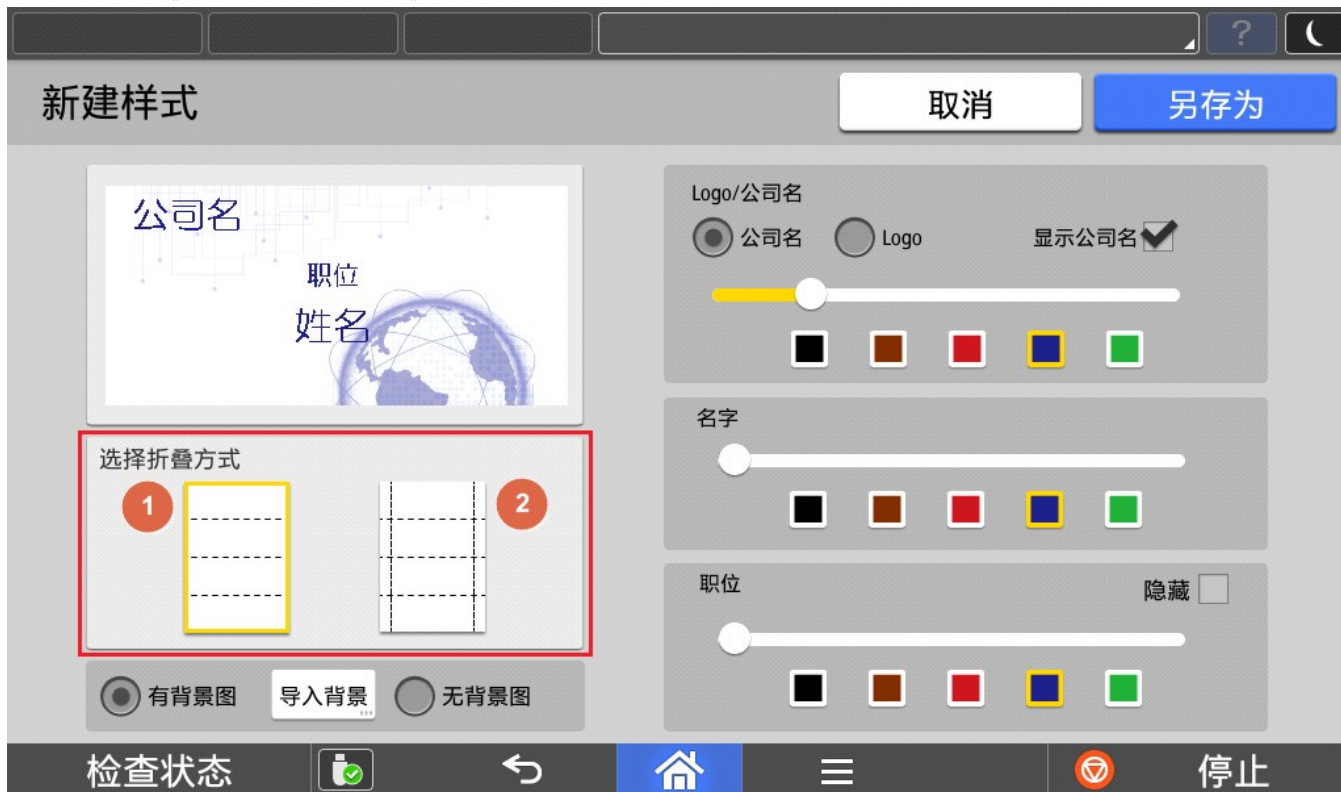 ?
新建样式
取消
另存为
公司名
职位
姓名
选择折叠方式
1
2
有背景图
导入背景
无背景图
Logo/公司名
公司名
Logo
显示公司名
名字
职位
隐藏
检查状态
停止